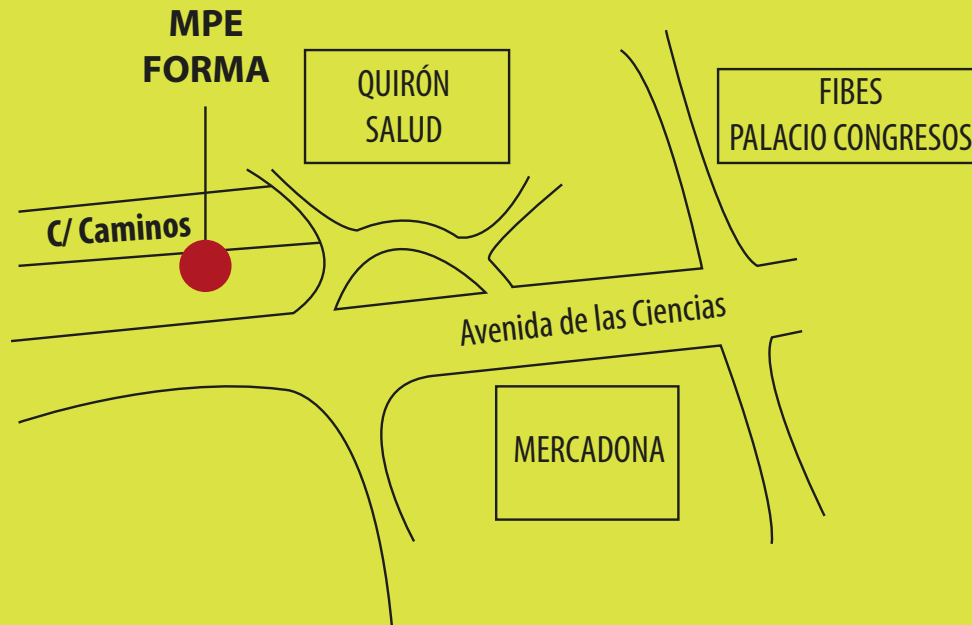 MPE
FORMA
QUIRÓN
SALUD
FIBES
PALACIO CONGRESOS
C/ Caminos
Avenida de las Ciencias
MERCADONA